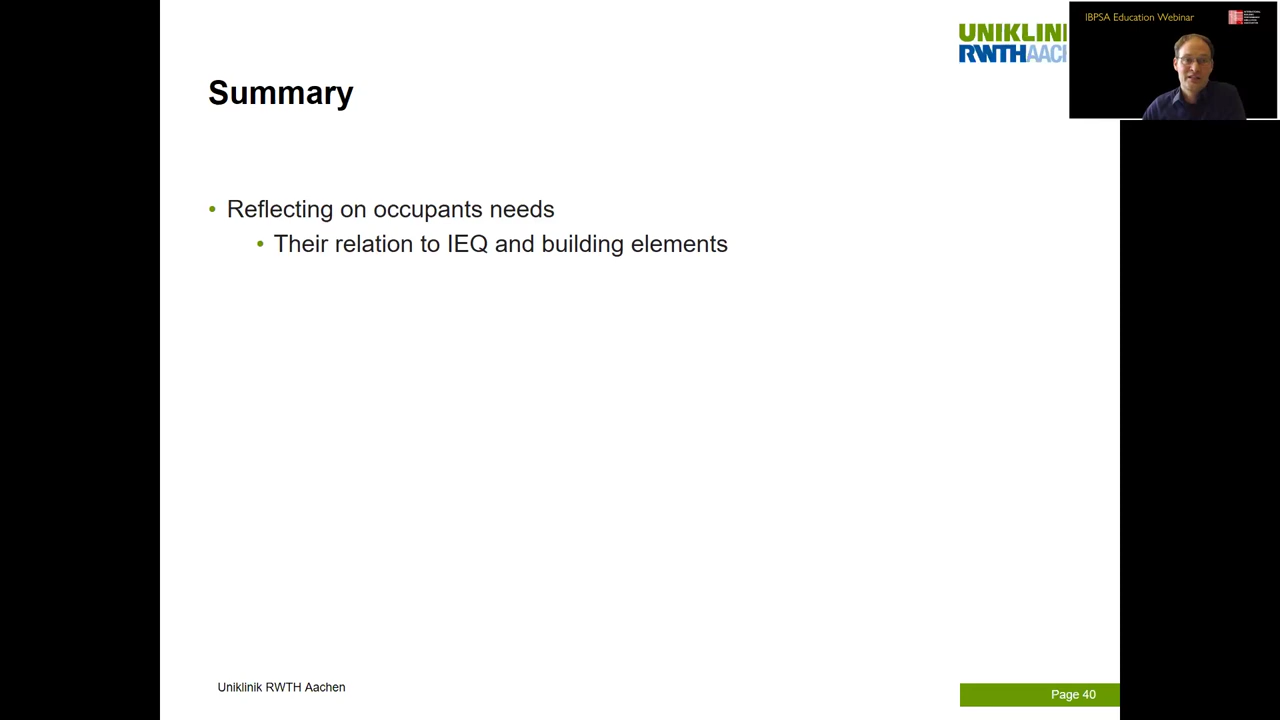 IBPSA Education Webinar
UNIKLINI
RWTHAACH
Summary
• Reflecting on occupants needs
• Their relation to IEQ and building elements
Uniklinik RWTH Aachen
Page 40